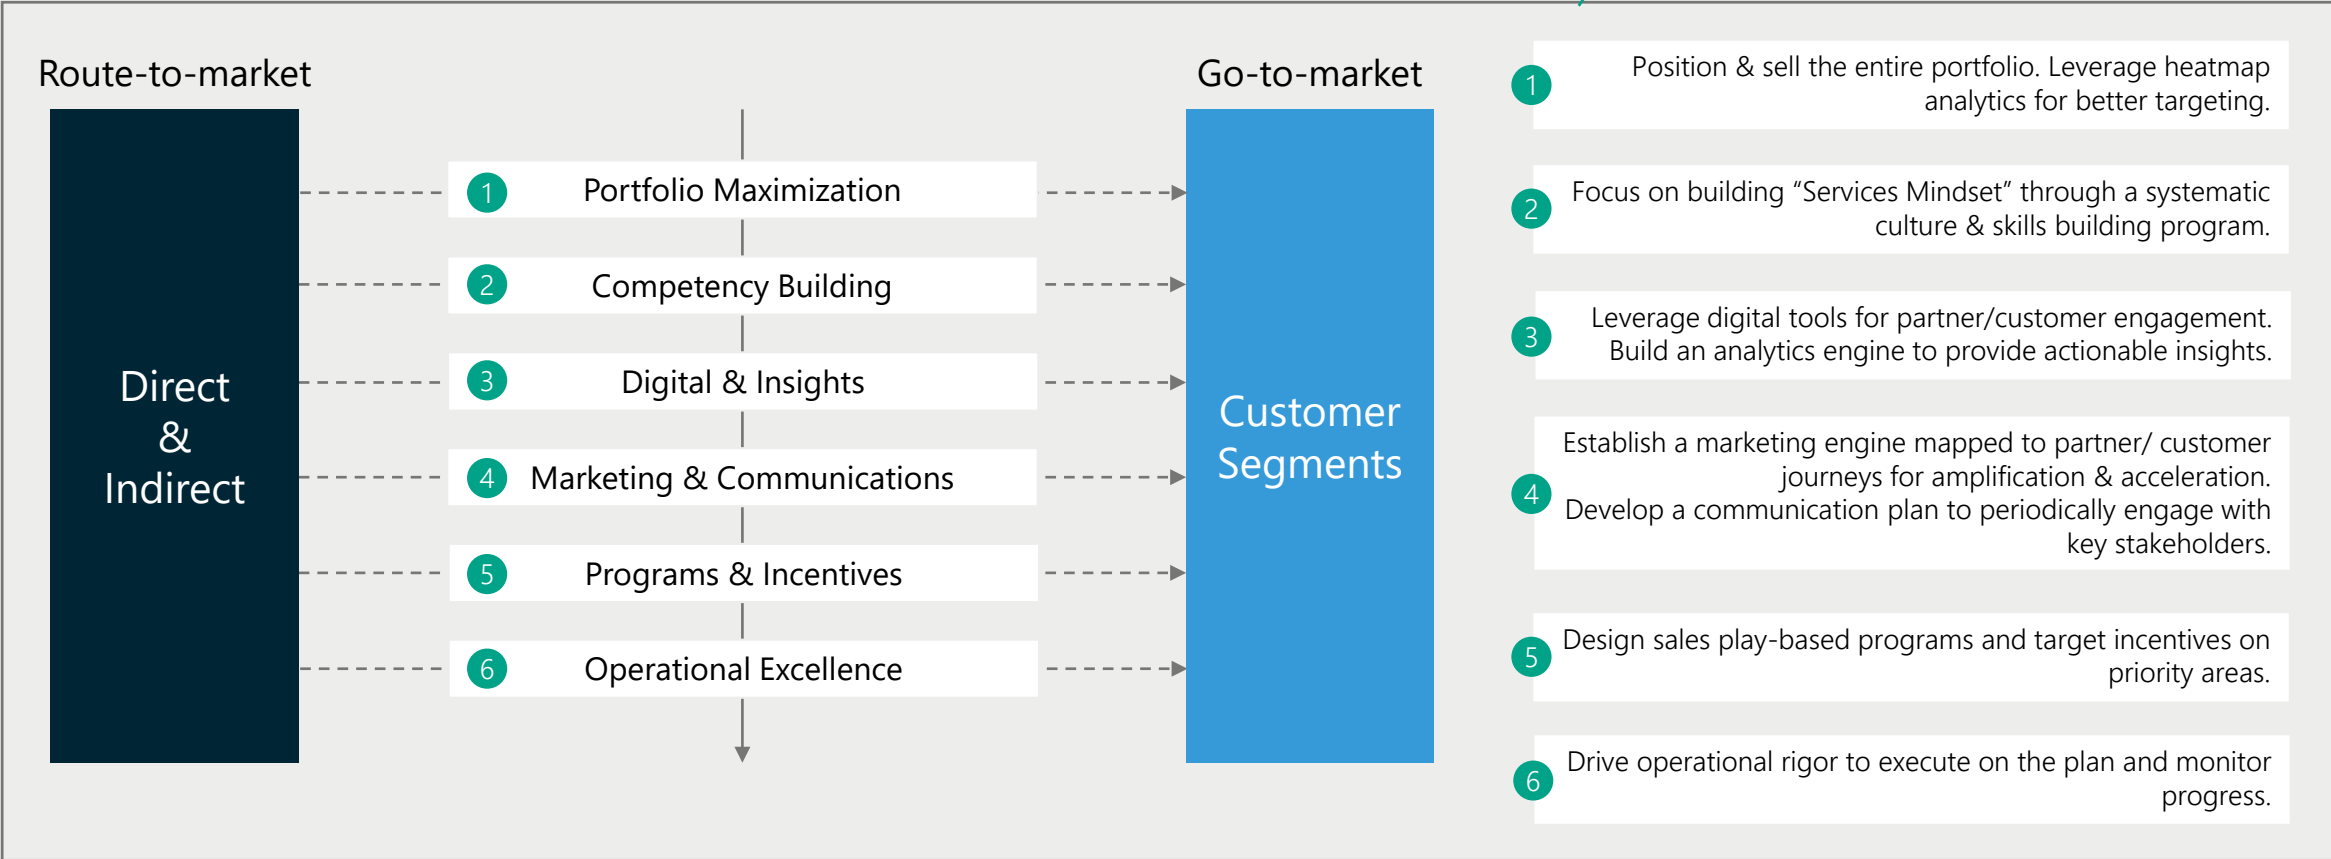 Route-to-market
Direct
&
Indirect
1 Portfolio Maximization
2 Competency Building
3 Digital & Insights
4 Marketing & Communications
5 Programs & Incentives
6 Operational Excellence
Go-to-market
Customer
Segments
1 Position & sell the entire portfolio. Leverage heatmap
analytics for better targeting.
2 Focus on building “Services Mindset” through a systematic
culture & skills building program.
3 Leverage digital tools for partner/customer engagement.
Build an analytics engine to provide actionable insights.
4 Establish a marketing engine mapped to partner/ customer
journeys for amplification & acceleration.
Develop a communication plan to periodically engage with
key stakeholders.
5 Design sales play-based programs and target incentives on
priority areas.
6 Drive operational rigor to execute on the plan and monitor
progress.